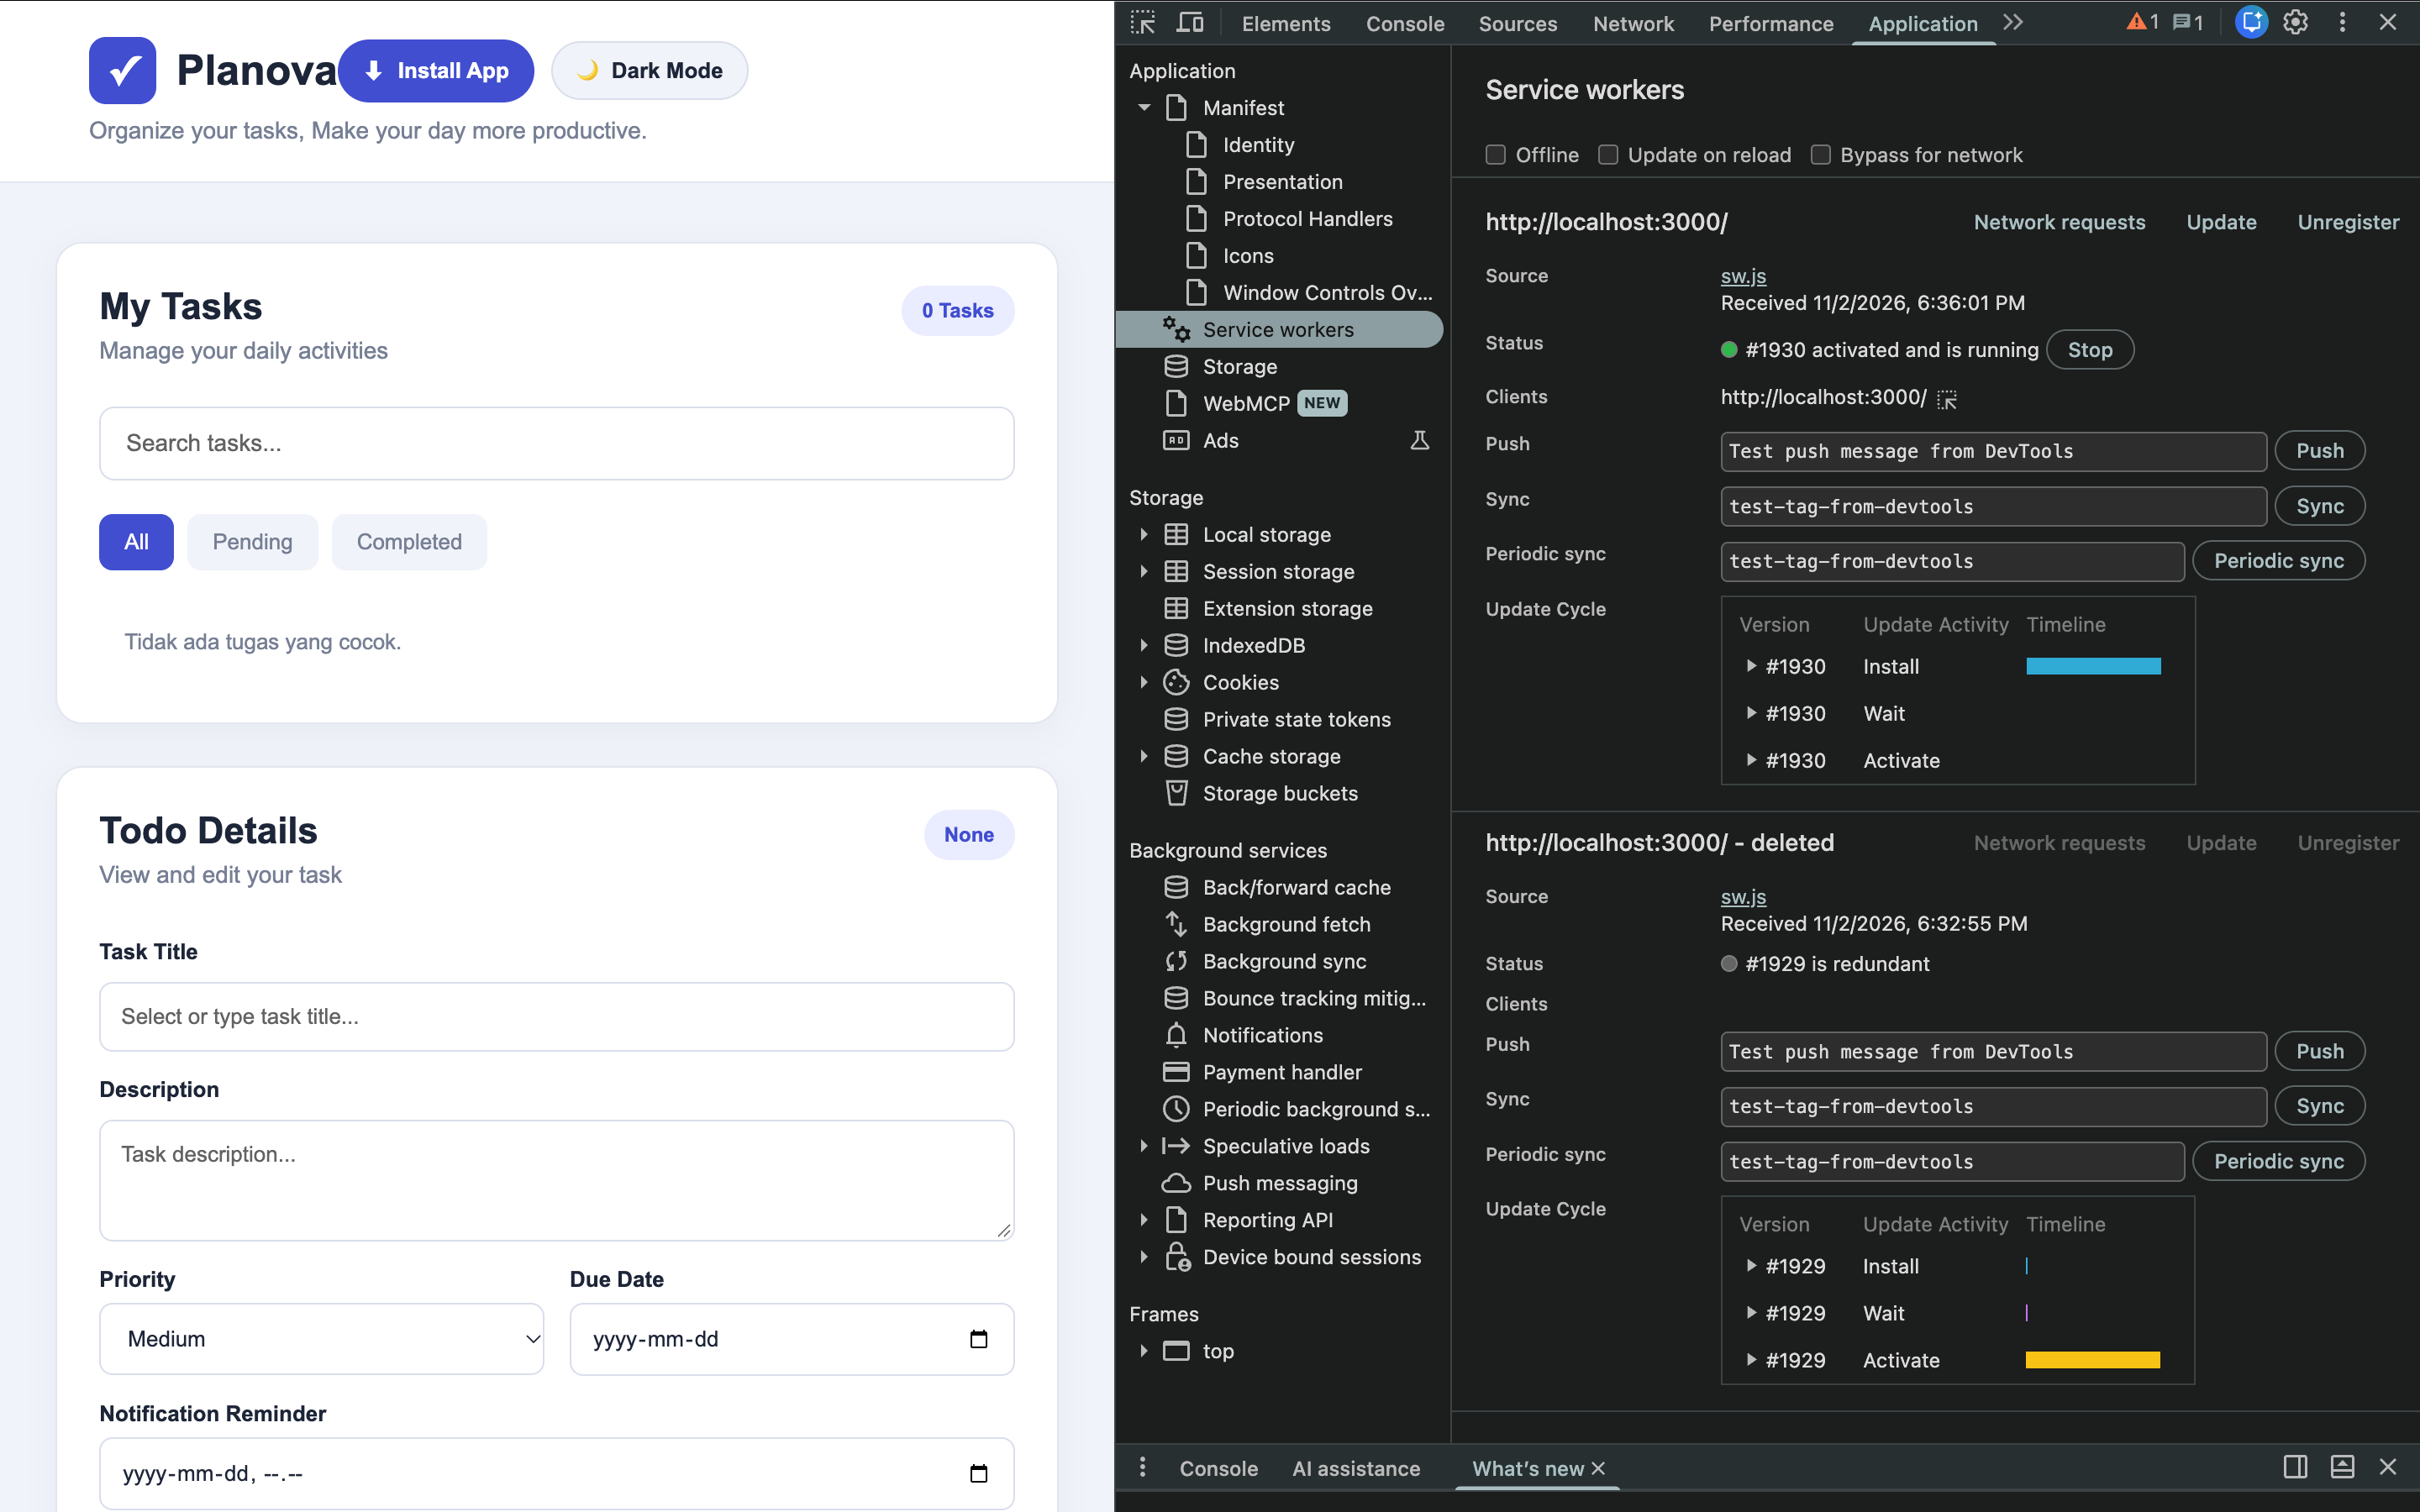 Planova
Install App
Dark Mode
Organize your tasks, Make your day more productive.
My Tasks
0 Tasks
Manage your daily activities
Search tasks...
All
Pending
Completed
Tidak ada tugas yang cocok.
Todo Details
None
View and edit your task
Task Title
Select or type task title...
Description
Task description...
Priority
Due Date
Medium
yyyy-mm-dd
Notification Reminder
yyyy-mm-dd, --.--
Elements
Console
Sources
Network
Performance
Application
1
1
Application
Manifest
Identity
Presentation
Protocol Handlers
Icons
Window Controls Ov...
Service workers
Storage
WebMCP NEW
Ads
Storage
Local storage
Session storage
Extension storage
IndexedDB
Cookies
Private state tokens
Cache storage
Storage buckets
Background services
Back/forward cache
Background fetch
Background sync
Bounce tracking mitig...
Notifications
Payment handler
Periodic background s...
Speculative loads
Push messaging
Reporting API
Device bound sessions
Frames
top
Service workers
Offline
Update on reload
Bypass for network
http://localhost:3000/
Network requests
Update
Unregister
Source
sw.js
Received 11/2/2026, 6:36:01 PM
Status
#1930 activated and is running
Stop
Clients
http://localhost:3000/
Push
Test push message from DevTools
Push
Sync
test-tag-from-devtools
Sync
Periodic sync
test-tag-from-devtools
Periodic sync
Update Cycle
Version Update Activity Timeline
#1930 Install
#1930 Wait
#1930 Activate
http://localhost:3000/ - deleted
Network requests
Update
Unregister
Source
sw.js
Received 11/2/2026, 6:32:55 PM
Status
#1929 is redundant
Clients
Push
Test push message from DevTools
Push
Sync
test-tag-from-devtools
Sync
Periodic sync
test-tag-from-devtools
Periodic sync
Update Cycle
Version Update Activity Timeline
#1929 Install
#1929 Wait
#1929 Activate
Console
AI assistance
What's new